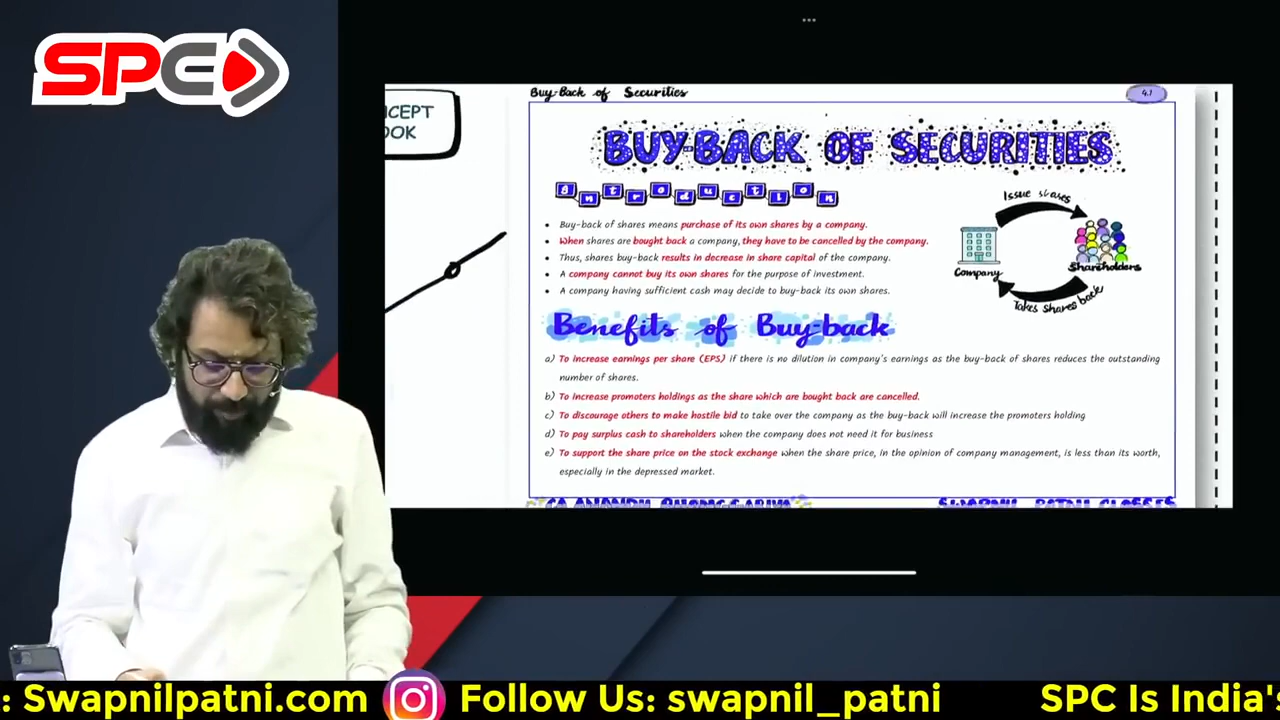 SPC
NCEPT
OOK
Buy-Back of Securities
4.1
BUY-BACK OF SECURITIES
Introduction
Issue shares
• Buy-back of shares means purchase of its own shares by a company.
• When shares are bought back a company, they have to be cancelled by the company.
• Thus, shares buy-back results in decrease in share capital of the company.
• A company cannot buy its own shares for the purpose of investment.
• A company having sufficient cash may decide to buy-back its own shares.
Company
Shareholders
Takes shares back
Benefits of Buy-back
a) To increase earnings per share (EPS) if there is no dilution in company's earnings as the buy-back of shares reduces the outstanding
number of shares.
b) To increase promoters holdings as the share which are bought back are cancelled.
c) To discourage others to make hostile bid to take over the company as the buy-back will increase the promoters holding
d) To pay surplus cash to shareholders when the company does not need it for business
e) To support the share price on the stock exchange when the share price, in the opinion of company management, is less than its worth,
especially in the depressed market.
SWAPNIL PATNI CLASSES
: Swapnilpatni.com Follow Us: swapnil_patni SPC Is India's